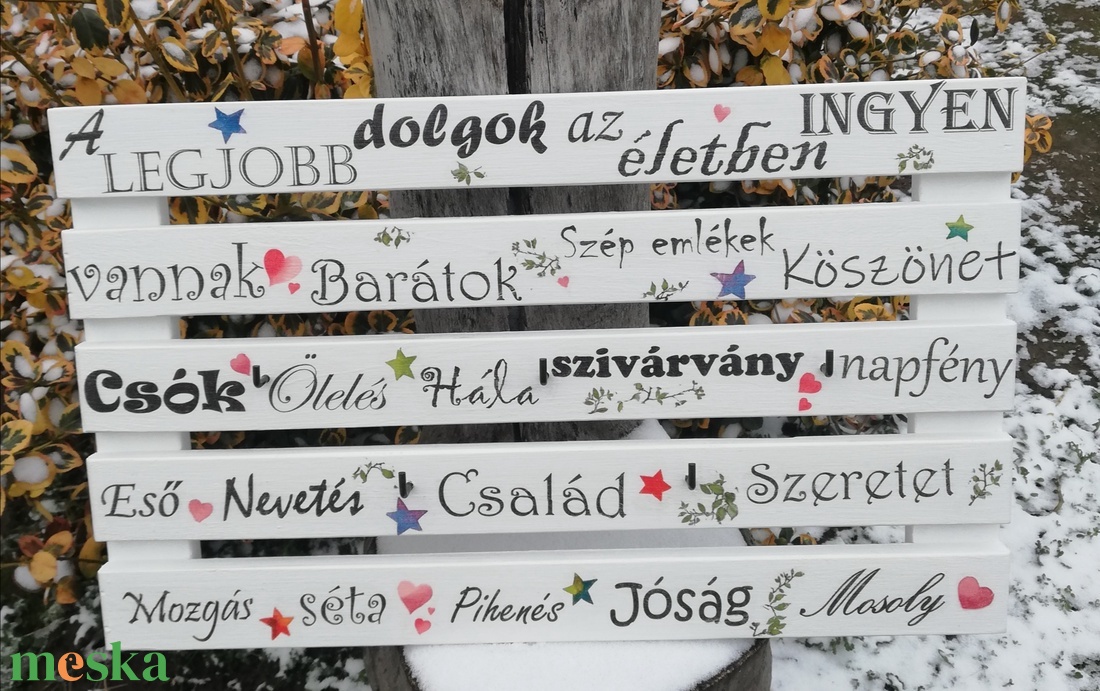 A LEGJOBB dolgok az életben INGYEN
vannak Barátok Szép emlékek Köszönet
Csók Ölelés Hála szivárvány napfény
Eső Nevetés Család Szeretet
Mozgás séta Pihenés Jóság Mosoly
meska